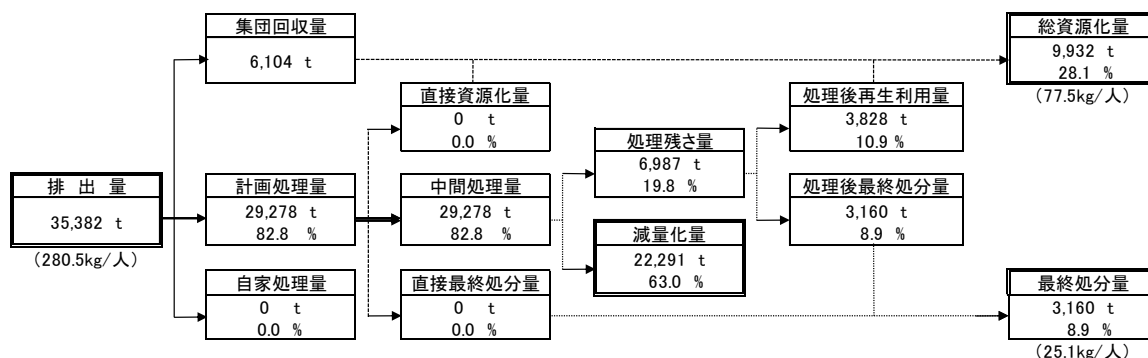 集団回収量
6,104 t
総資源化量
9,932 t
28.1 %
(77.5kg/人)
直接資源化量
0 t
0.0 %
処理後再生利用量
3,828 t
10.9 %
処理残さ量
6,987 t
19.8 %
排 出 量
35,382 t
(280.5kg/人)
計画処理量
29,278 t
82.8 %
中間処理量
29,278 t
82.8 %
処理後最終処分量
3,160 t
8.9 %
減量化量
22,291 t
63.0 %
自家処理量
0 t
0.0 %
直接最終処分量
0 t
0.0 %
最終処分量
3,160 t
8.9 %
(25.1kg/人)